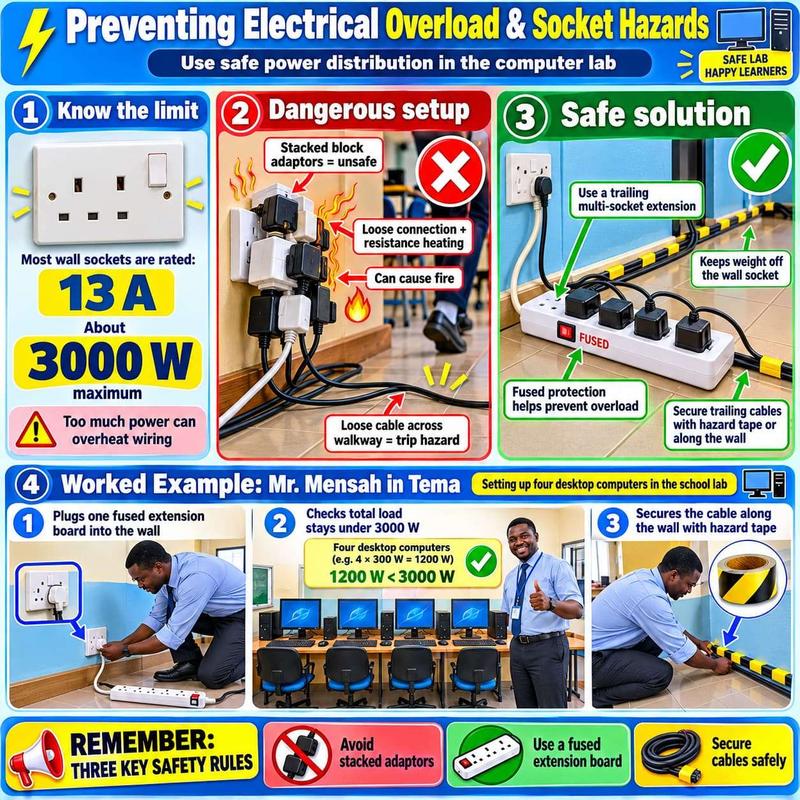 Preventing Electrical Overload & Socket Hazards
Use safe power distribution in the computer lab
SAFE LAB
HAPPY LEARNERS
1 Know the limit
Most wall sockets are rated:
13 A
About
3000 W
maximum
Too much power can
overheat wiring
2 Dangerous setup
Stacked block
adaptors = unsafe
Loose connection +
resistance heating
Can cause fire
Loose cable across
walkway = trip hazard
3 Safe solution
Use a trailing
multi-socket extension
Keeps weight off
the wall socket
FUSED
Fused protection
helps prevent overload
Secure trailing cables
with hazard tape or
along the wall
4 Worked Example: Mr. Mensah in Tema
Setting up four desktop computers in the school lab
1 Plugs one fused extension
board into the wall
2 Checks total load
stays under 3000 W
Four desktop computers
(e.g. 4 × 300 W = 1200 W)
1200 W < 3000 W
3 Secures the cable along
the wall with hazard tape
REMEMBER:
THREE KEY SAFETY RULES
Avoid
stacked adaptors
Use a fused
extension board
Secure
cables safely